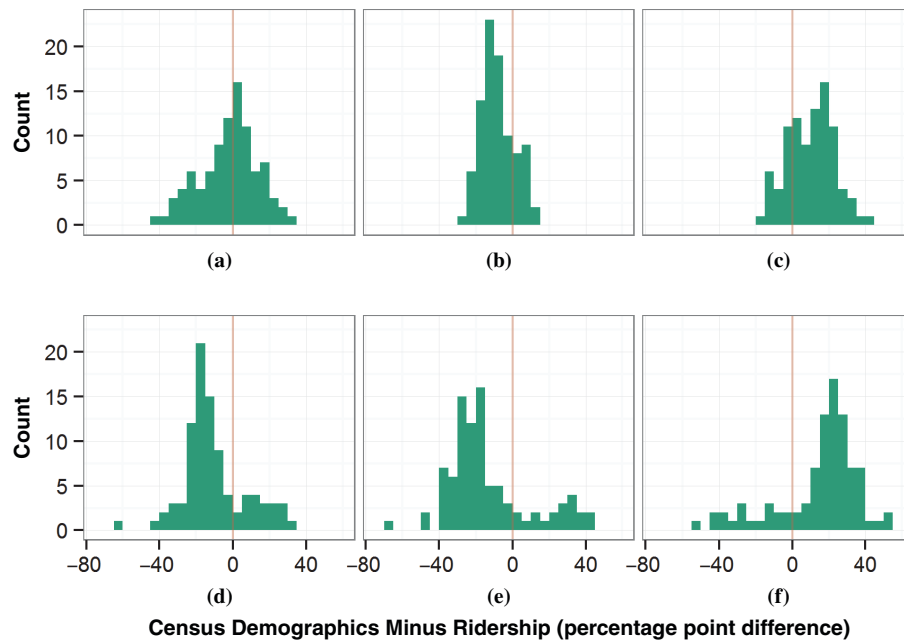 Count
20
15
10
5
0
(a)
(b)
(c)
Count
20
15
10
5
0
−80 −40 0 40 −80 −40 0 40 −80 −40 0 40
(d)
(e)
(f)
Census Demographics Minus Ridership (percentage point difference)